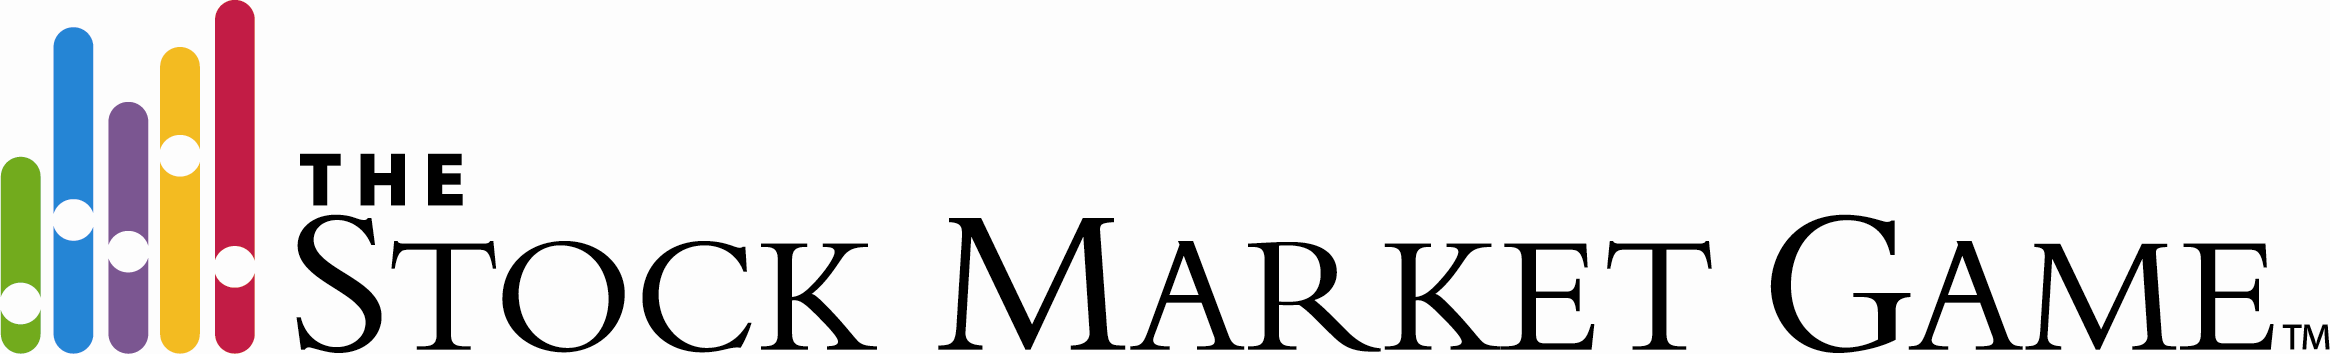 THE
STOCK MARKET GAME™